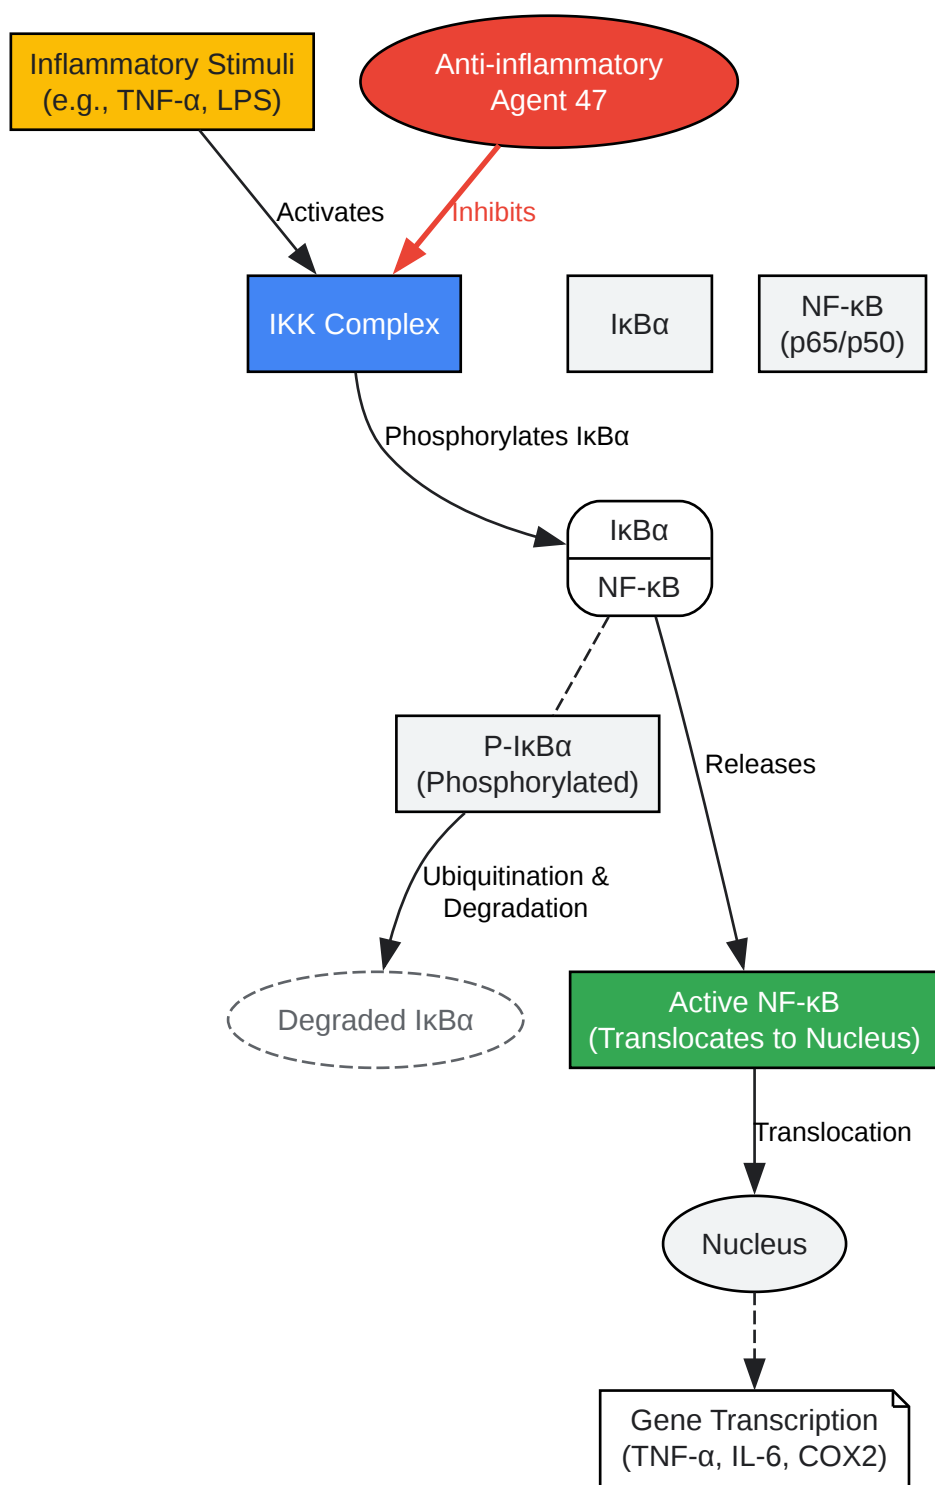 Inflammatory Stimuli
(e.g., TNF-α, LPS)
Anti-inflammatory
Agent 47
Activates
Inhibits
IKK Complex
IκBα
NF-κB
(p65/p50)
Phosphorylates IκBα
IκBα
NF-κB
P-IκBα
(Phosphorylated)
Releases
Ubiquitination &
Degradation
Degraded IκBα
Active NF-κB
(Translocates to Nucleus)
Translocation
Nucleus
Gene Transcription
(TNF-α, IL-6, COX2)